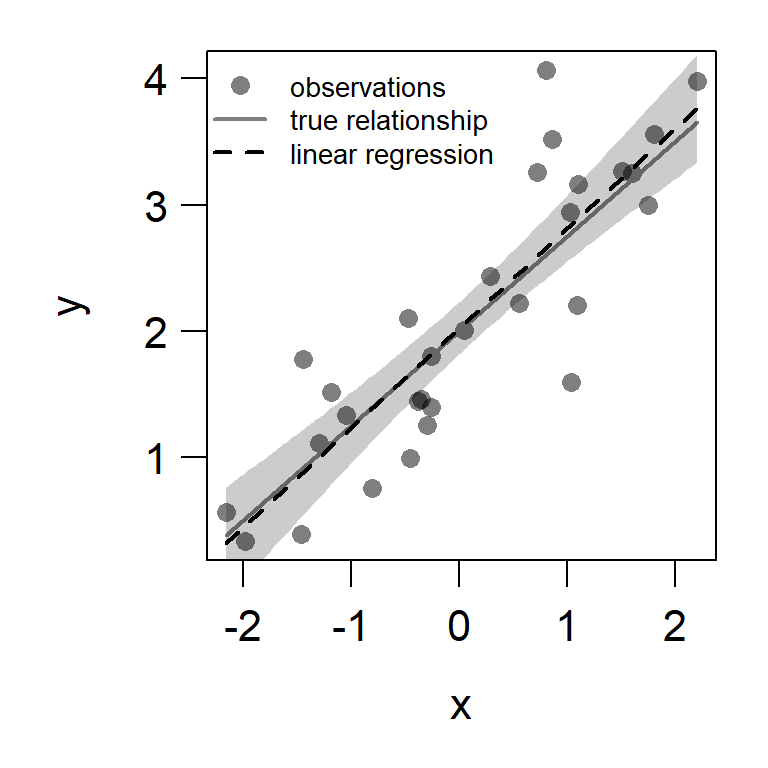 observations
true relationship
linear regression
4
3
2
1
y
-2 -1 0 1 2
x